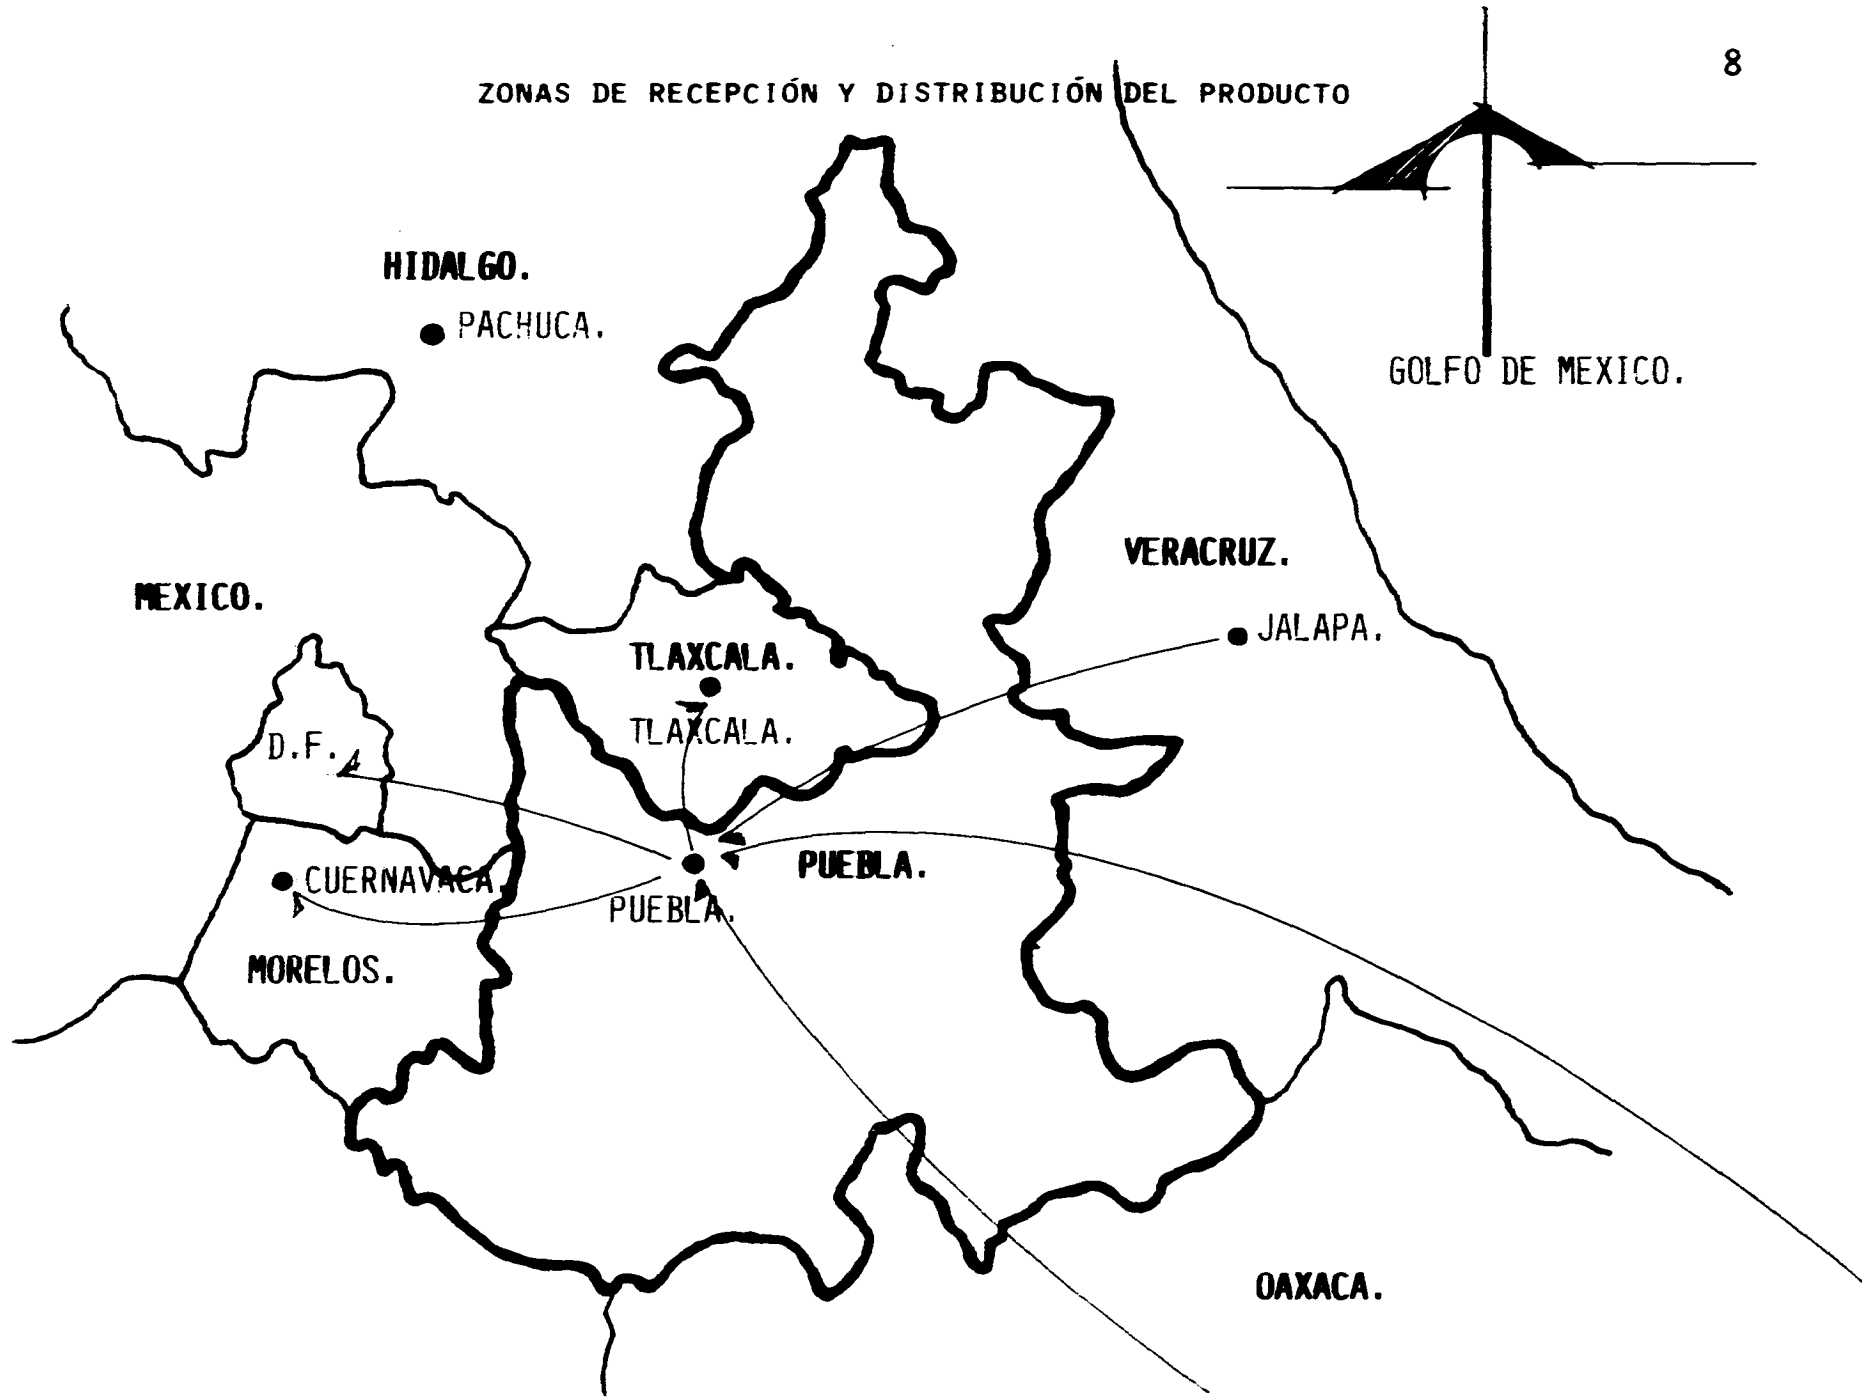 8
ZONAS DE RECEPCIÓN Y DISTRIBUCIÓN DEL PRODUCTO
HIDALGO.
PACHUCA.
GOLFO DE MEXICO.
VERACRUZ.
MEXICO.
JALAPA.
TLAXCALA.
TLAXCALA.
D.F.
PUEBLA.
CUERNAVACA.
PUEBLA.
MORELOS.
OAXACA.